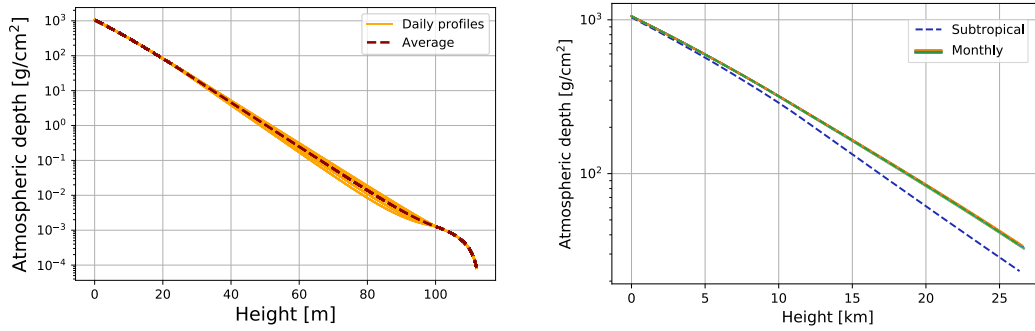 Atmospheric depth [g/cm²]
10³
10²
10¹
10⁰
10⁻¹
10⁻²
10⁻³
10⁻⁴
Daily profiles
Average
0 20 40 60 80 100
Height [m]
Atmospheric depth [g/cm²]
10³
10²
Subtropical
Monthly
0 5 10 15 20 25
Height [km]